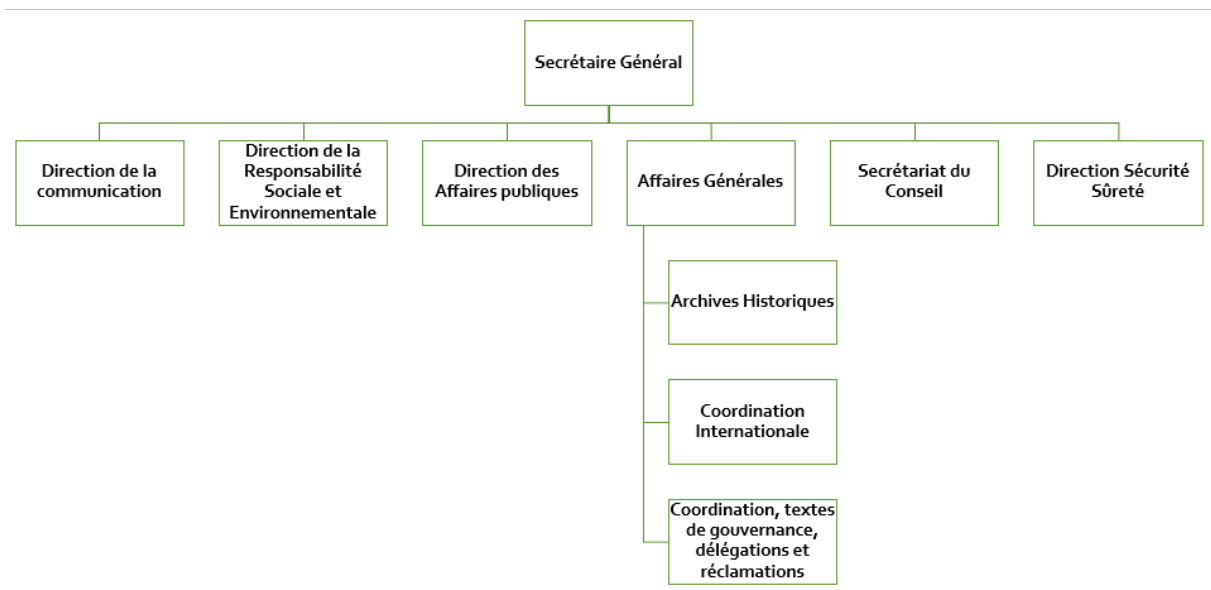 Secrétaire Général
Direction de la
communication
Direction de la
Responsabilité
Sociale et
Environnementale
Direction des
Affaires publiques
Affaires Générales
Secrétariat du
Conseil
Direction Sécurité
Sûreté
Archives Historiques
Coordination
Internationale
Coordination, textes
de gouvernance,
délégations et
réclamations